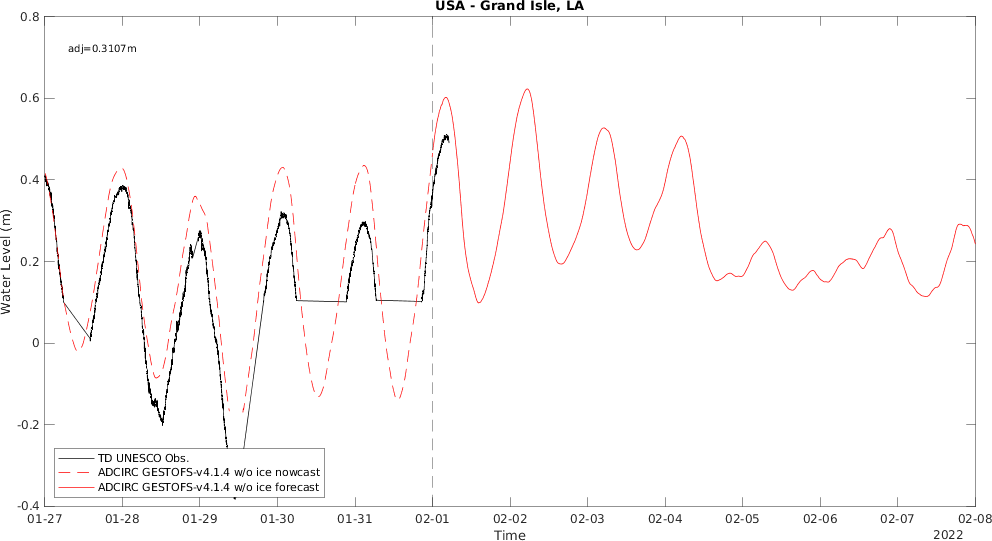 USA - Grand Isle, LA
adj=0.3107m
Water Level (m)
0.8
0.6
0.4
0.2
0
-0.2
-0.4
TD UNESCO Obs.
ADCIRC GESTOFS-v4.1.4 w/o ice nowcast
ADCIRC GESTOFS-v4.1.4 w/o ice forecast
01-27 01-28 01-29 01-30 01-31 02-01 02-02 02-03 02-04 02-05 02-06 02-07 02-08
Time
2022